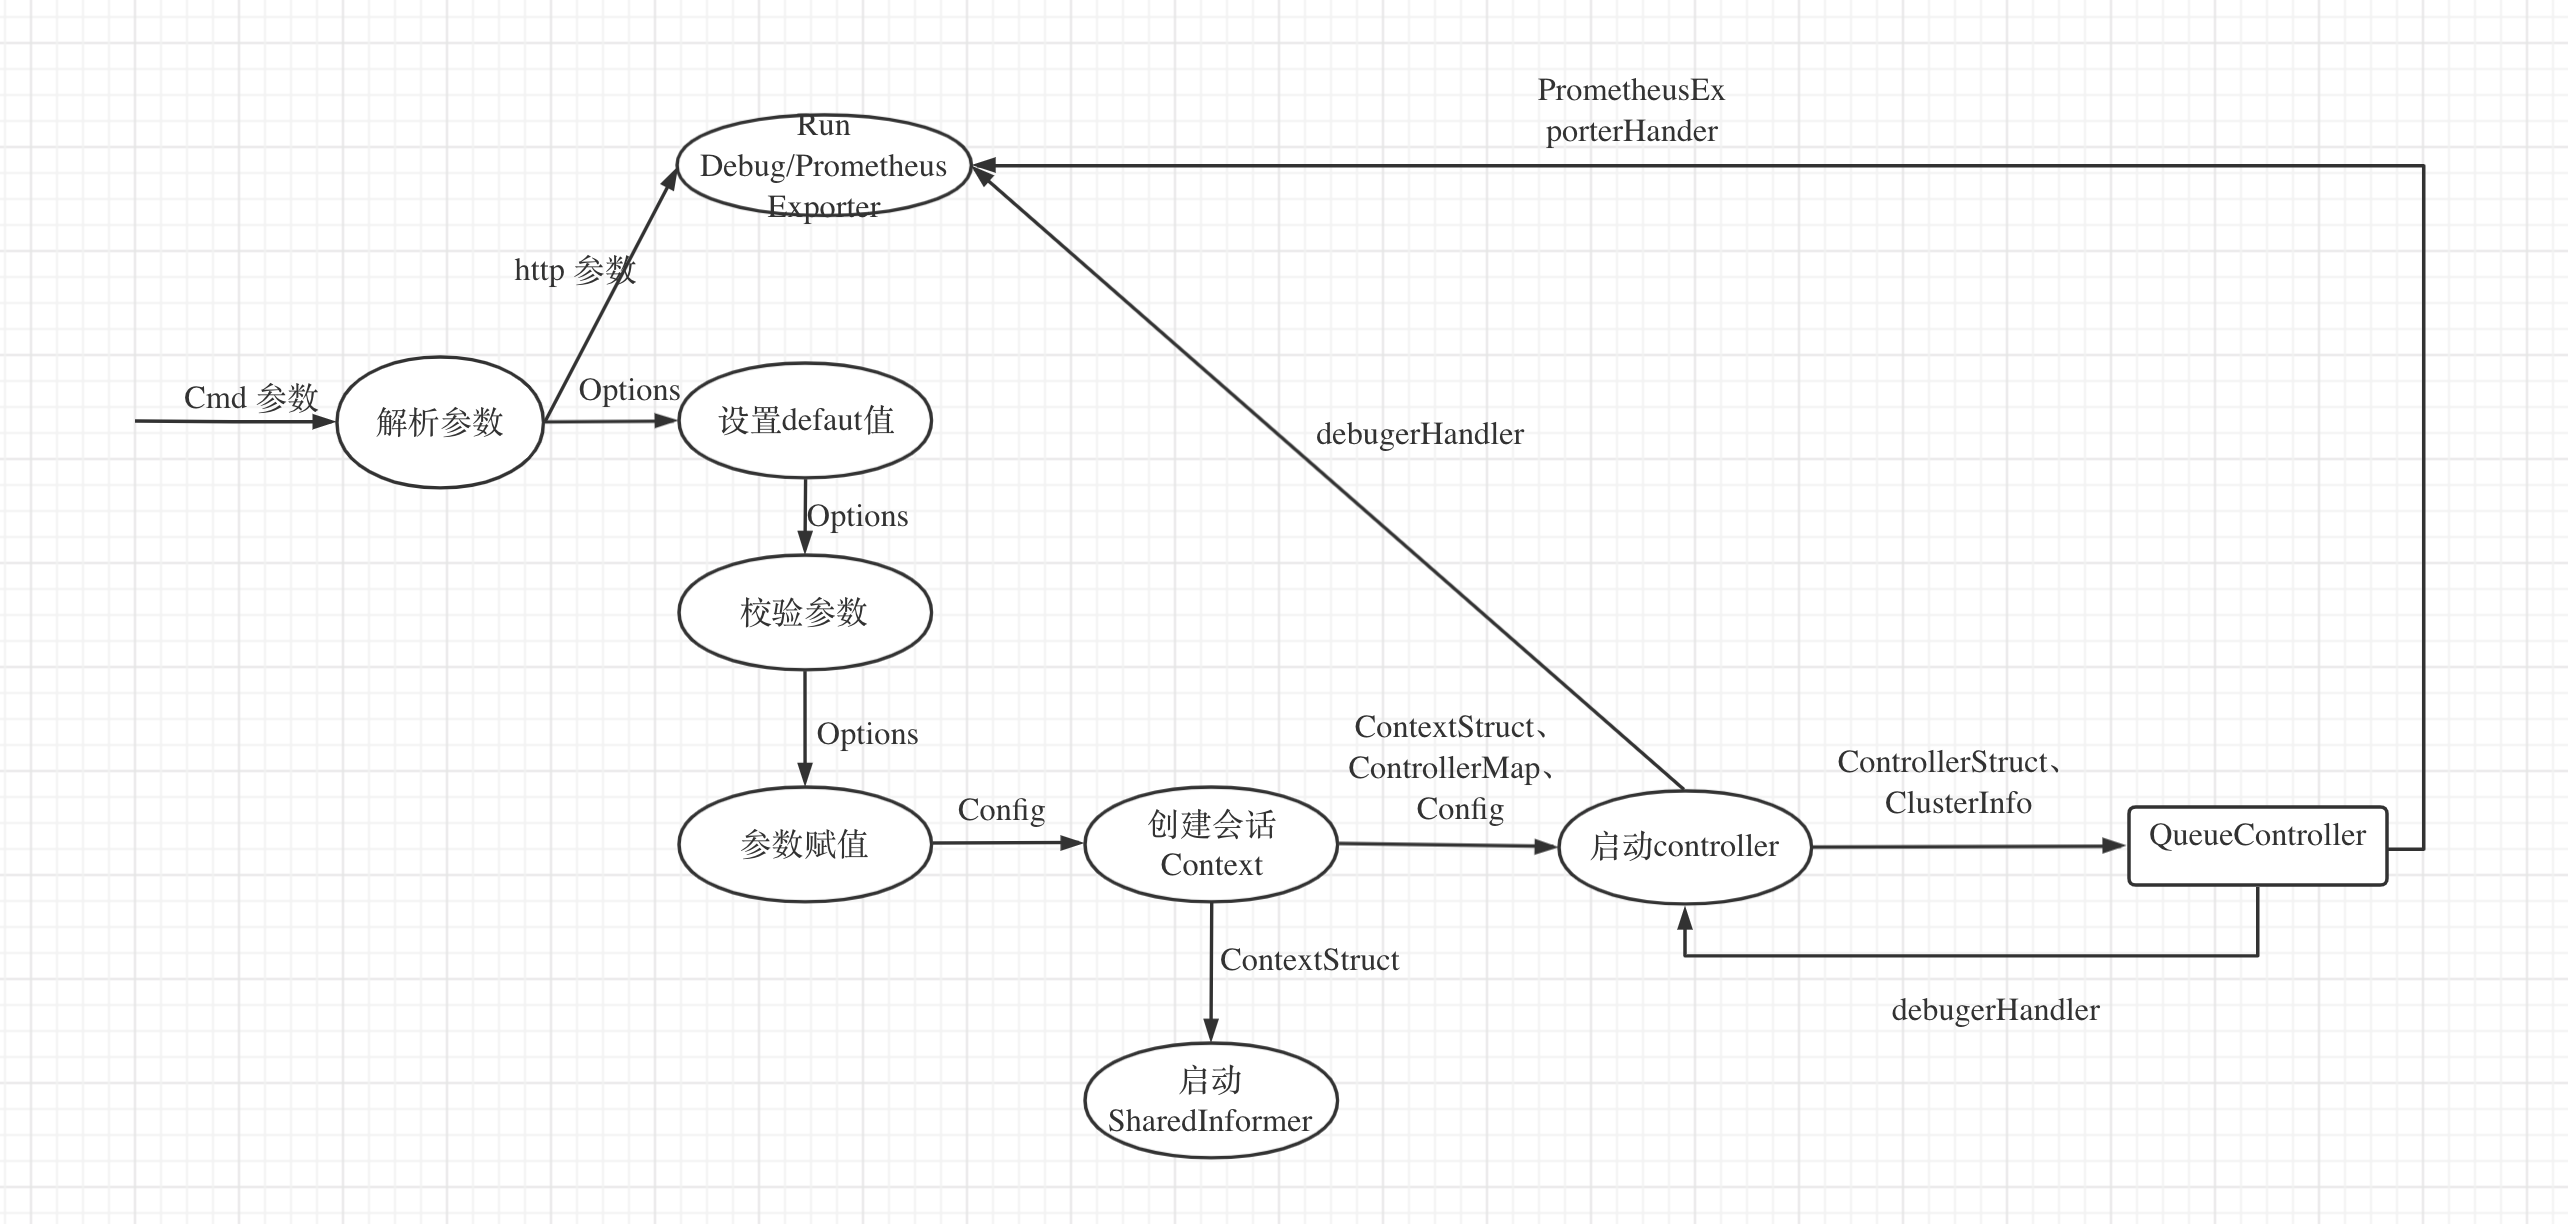 PrometheusEx
porterHander
Run
Debug/Prometheus
Exporter
http 参数
Cmd 参数
解析参数
Options
设置defaut值
debugerHandler
Options
校验参数
Options
参数赋值
Config
创建会话
Context
ContextStruct、
ControllerMap、
Config
启动controller
ControllerStruct、
ClusterInfo
QueueController
ContextStruct
debugerHandler
启动
SharedInformer